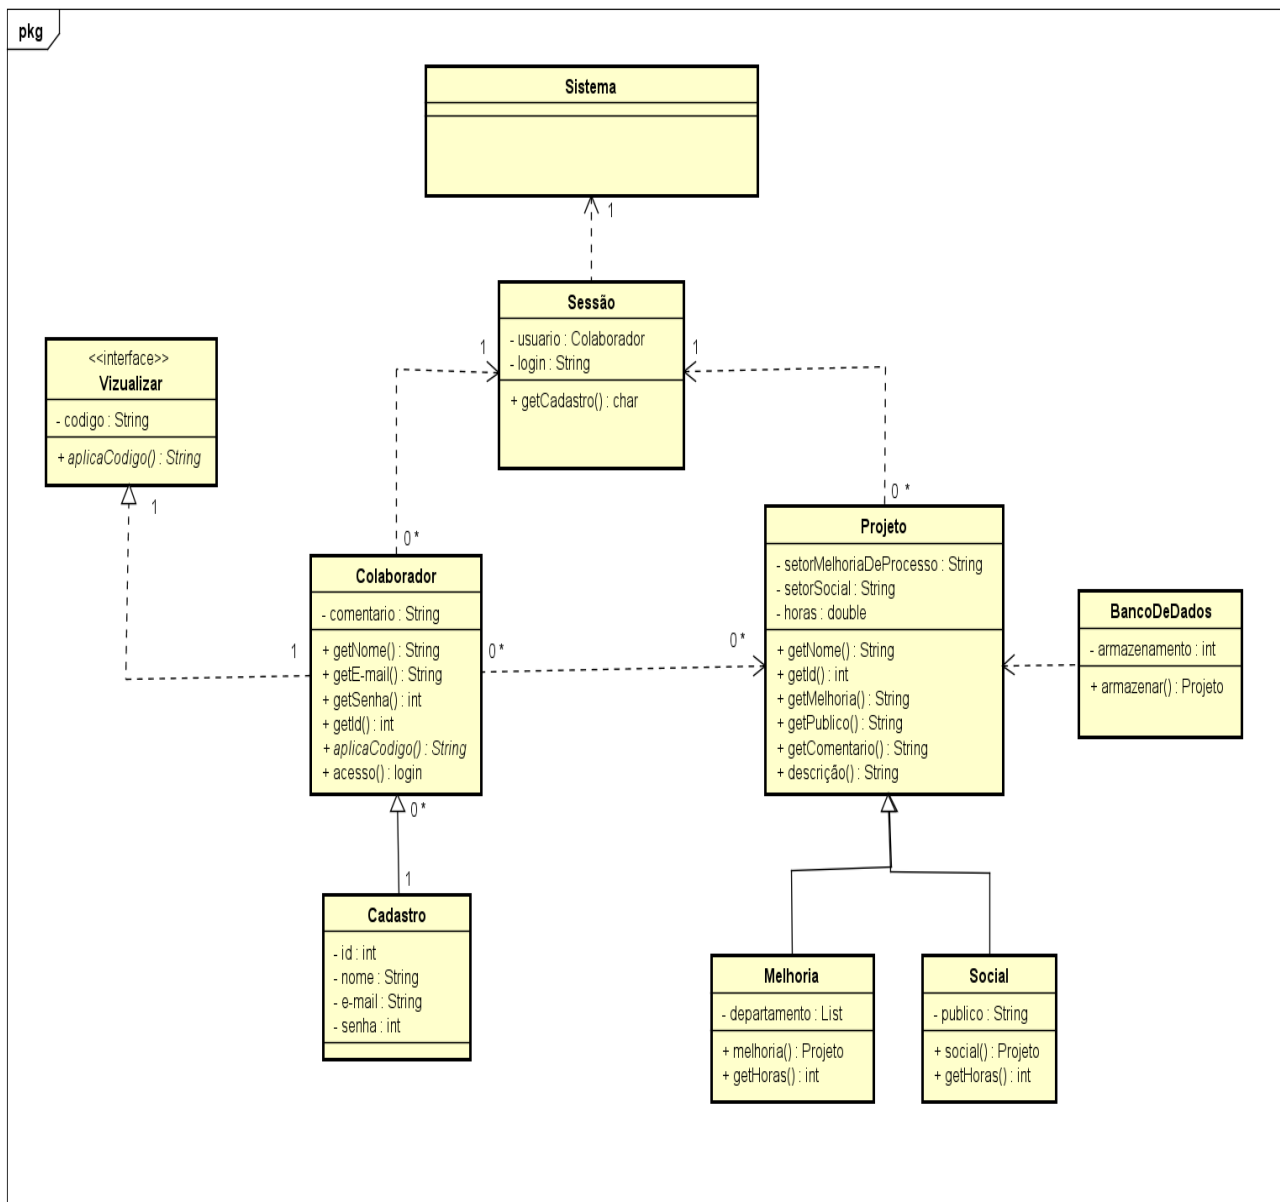 pkg
Sistema
1
Sessão
- usuario : Colaborador
- login : String
+ getCadastro() : char
1
1
<<interface>>
Vizualizar
- codigo : String
+ aplicaCodigo() : String
1
0 *
0 *
Colaborador
- comentario : String
+ getNome() : String
+ getE-mail() : String
+ getSenha() : int
+ getId() : int
+ aplicaCodigo() : String
+ acesso() : login
1
0 *
0 *
Projeto
- setorMelhoriaDeProcesso : String
- setorSocial : String
- horas : double
+ getNome() : String
+ getId() : int
+ getMelhoria() : String
+ getPublico() : String
+ getComentario() : String
+ descrição() : String
BancoDeDados
- armazenamento : int
+ armazenar() : Projeto
0 *
1
Cadastro
- id : int
- nome : String
- e-mail : String
- senha : int
Melhoria
- departamento : List
+ melhoria() : Projeto
+ getHoras() : int
Social
- publico : String
+ social() : Projeto
+ getHoras() : int